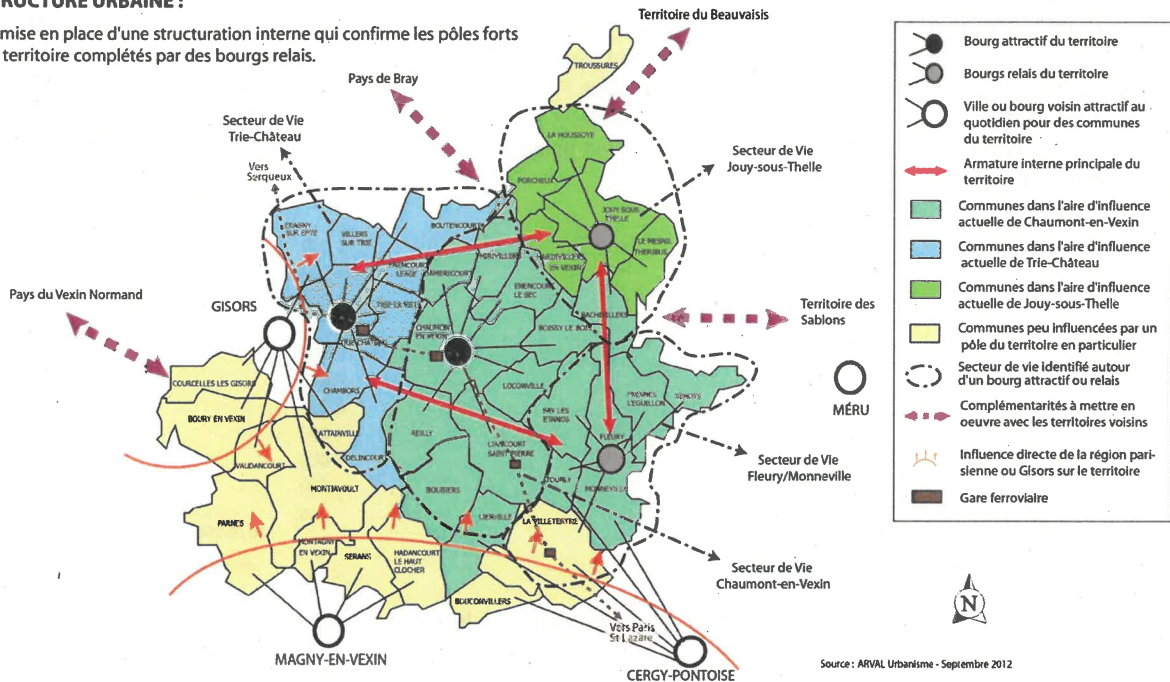 RUCTURE URBAINE :
mise en place d'une structuration interne qui confirme les pôles forts
territoire complétés par des bourgs relais.
Territoire du Beauvaisis
Pays de Bray
Secteur de Vie
Trie-Château
Vers
Serqueux
Secteur de Vie
Jouy-sous-Thelle
Pays du Vexin Normand
GISORS
Territoire des
Sablons
MÉRU
Secteur de Vie
Fleury/Monneville
Secteur de Vie
Chaumont-en-Vexin
Vers Paris
St Lazare
MAGNY-EN-VEXIN
CERGY-PONTOISE
TROUSSURES
LA HOUSSOYE
PORCHEUX
JOUY SOUS
THELLE
LE MESNIL
THERIBUS
HARDIVILLERS
EN VEXIN
BOUTENCOURT
VILLERS
SUR TRIE
SUR EPTE
ENENCOURT
LEAGE
AMERICOURT
ENENCOURT
LE SEC
BACHIVILLERS
BOISSY LE BOIS
CHAUMONT
EN VEXIN
CHAMBORS
LOCONVILLE
FAY LES
ETANGS
FRESNES
L'EGUILLON
SENOTS
FLEURY
MONNEVILLE
REILLY
LIANCOURT
SAINT PIERRE
COURCELLES LES GISORS
BOURY EN VEXIN
VAUDANCOURT
DELINCOURT
MONTJAVOULT
PARNES
MONTAGNY
EN VEXIN
SERANS
HADANCOURT
LE HAUT
CLOCHER
LIERVILLE
LA VILLETERTRE
BOUCONVILLERS
Bourg attractif du territoire
Bourgs relais du territoire
Ville ou bourg voisin attractif au
quotidien pour des communes
du territoire
Armature interne principale du
territoire
Communes dans l'aire d'influence
actuelle de Chaumont-en-Vexin
Communes dans l'aire d'influence
actuelle de Trie-Château
Communes dans l'aire d'influence
actuelle de Jouy-sous-Thelle
Communes peu influencées par un
pôle du territoire en particulier
Secteur de vie identifié autour
d'un bourg attractif ou relais
Complémentarités à mettre en
oeuvre avec les territoires voisins
Influence directe de la région pari-
sienne ou Gisors sur le territoire
Gare ferroviaire
N
Source : ARVAL Urbanisme - Septembre 2012